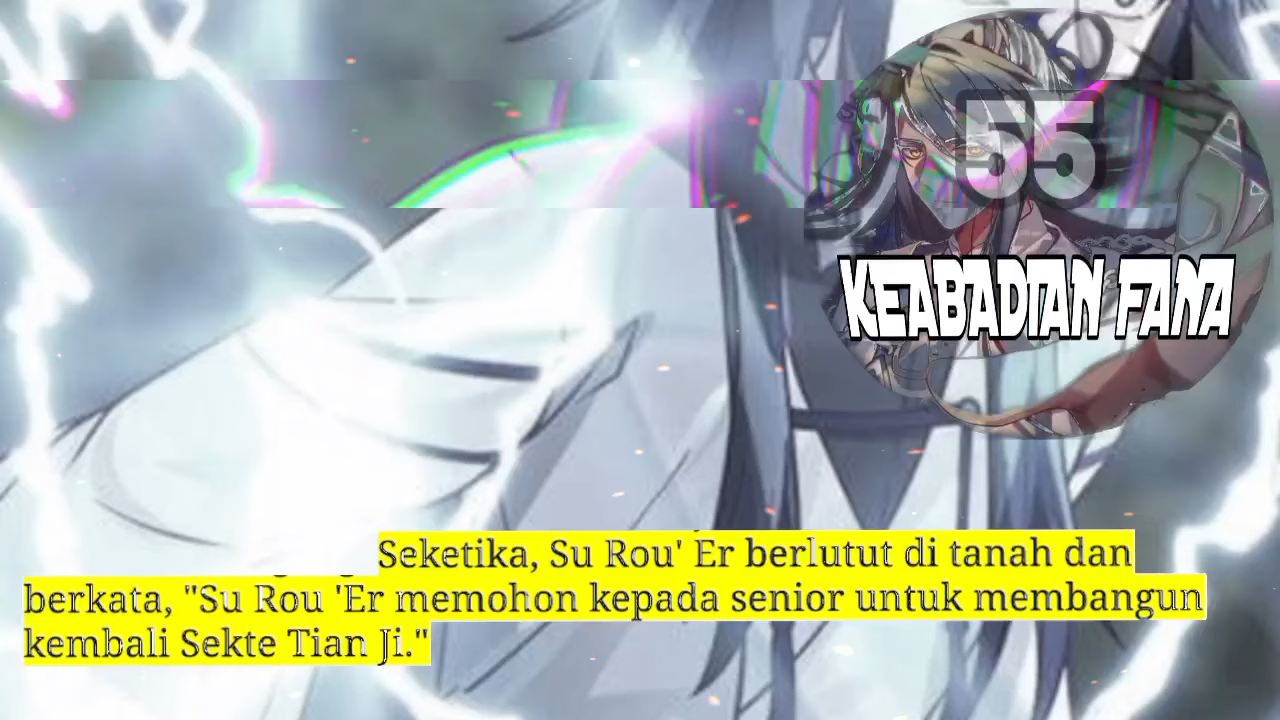 55
KEABADIAN FANA
Seketika, Su Rou' Er berlutut di tanah dan
berkata, "Su Rou 'Er memohon kepada senior untuk membangun
kembali Sekte Tian Ji."